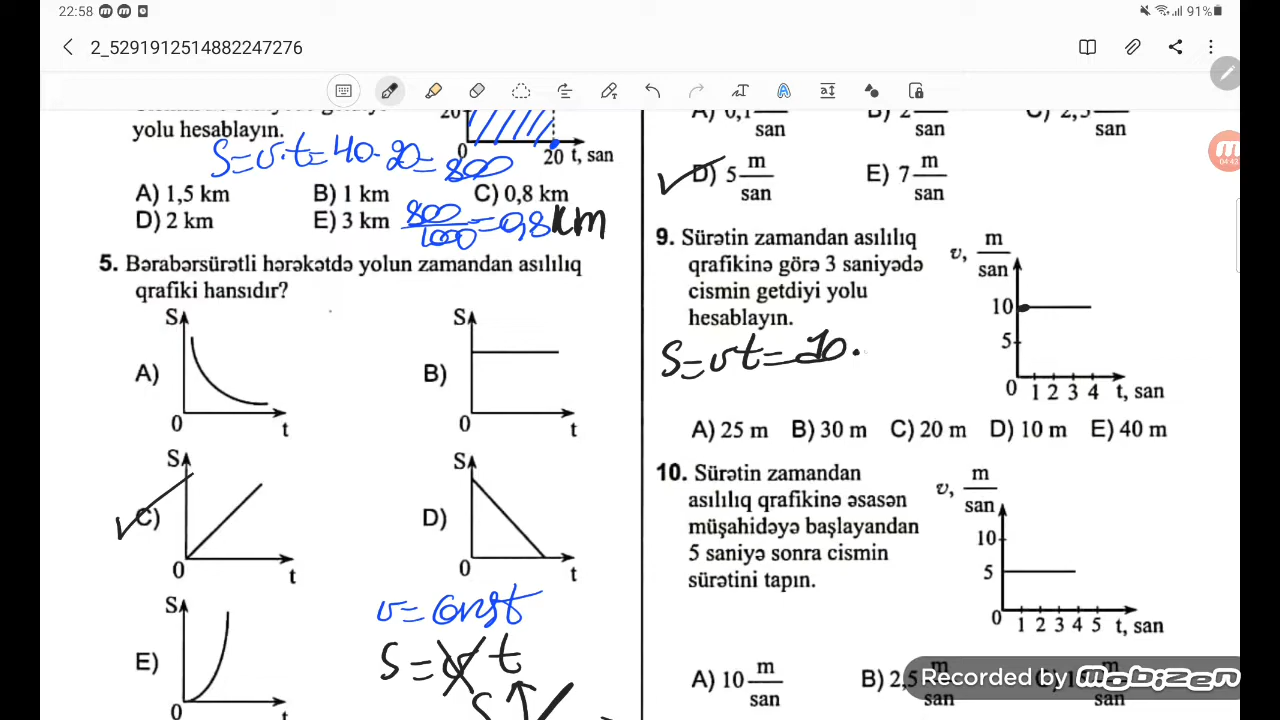 22:58
91%
2_5291912514882247276
yolu hesablayın.
20
0
20 t, san
S=v·t=40·20=800
A) 1,5 km B) 1 km C) 0,8 km
D) 2 km E) 3 km
800/1000=0,8 km
5. Bərabərsürətli hərəkətdə yolun zamandan asılılıq
qrafiki hansıdır?
A) S 0 t
B) S 0 t
C) S 0 t
D) S 0 t
E) S 0
v=const
S=vt
S
san san san
D) 5 m/san E) 7 m/san
9. Sürətin zamandan asılılıq
qrafikinə görə 3 saniyədə
cismin getdiyi yolu
hesablayın.
v, m/san
10
5
0 1 2 3 4 t, san
S=vt=10·
A) 25 m B) 30 m C) 20 m D) 10 m E) 40 m
10. Sürətin zamandan
asılılıq qrafikinə əsasən
müşahidəyə başlayandan
5 saniyə sonra cismin
sürətini tapın.
v, m/san
10
5
0 1 2 3 4 5 t, san
A) 10 m/san B) 2,5 m/san
Recorded by mobizen
04:43